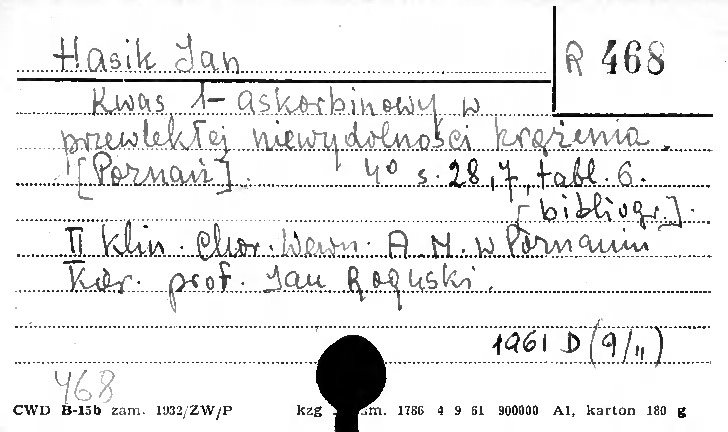 Hasik Jan
R 468
Kwas l-askorbinowy w
przewlekłej niewydolności krążenia.
[Poznań]. 4° s. 28,7, tabl. 6.
[bibliogr.].
II Klin. Chor. Wewn. A.M. w Poznaniu
Kier. prof. Jan Roguski.
1961 D (9/II)
468
CWD B-15b zam. 1932/ZW/P kzg zam. 1786 4 9 61 900000 A1, karton 180 g